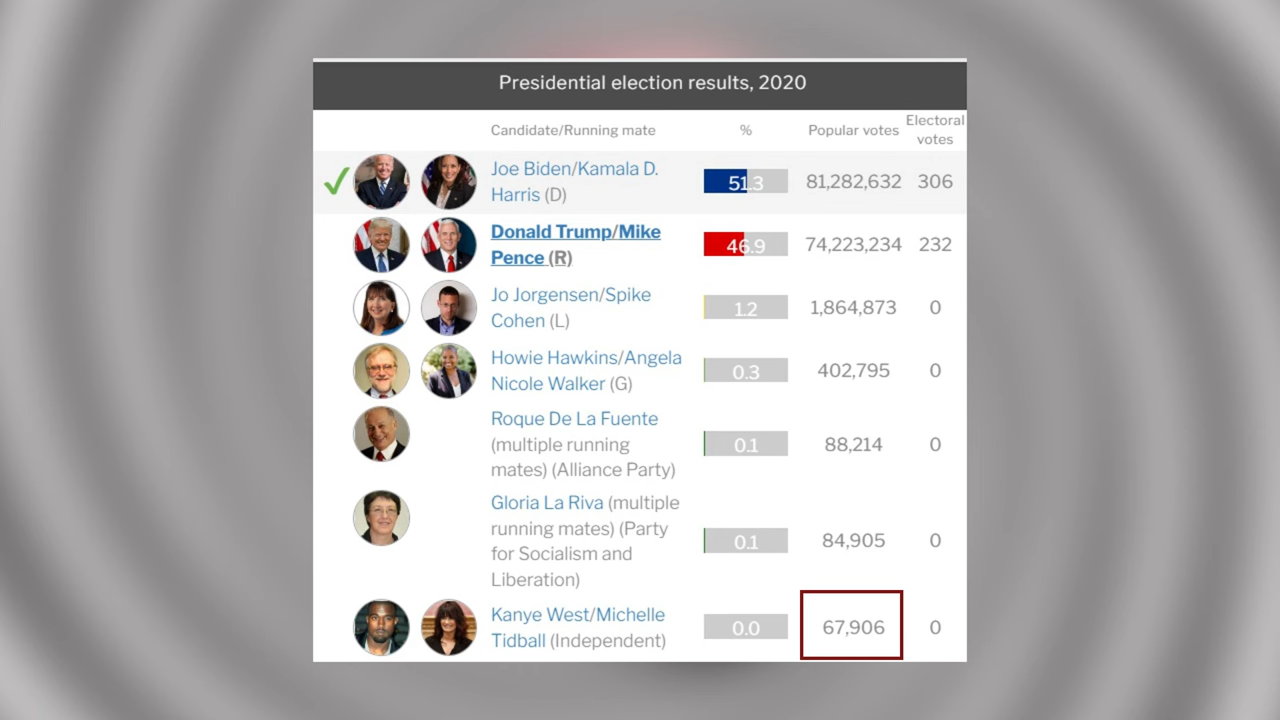 Presidential election results, 2020
Candidate/Running mate % Popular votes Electoral votes
Joe Biden/Kamala D.
Harris (D) 51.3 81,282,632 306
Donald Trump/Mike
Pence (R) 46.9 74,223,234 232
Jo Jorgensen/Spike
Cohen (L) 1.2 1,864,873 0
Howie Hawkins/Angela
Nicole Walker (G) 0.3 402,795 0
Roque De La Fuente
(multiple running
mates) (Alliance Party) 0.1 88,214 0
Gloria La Riva (multiple
running mates) (Party
for Socialism and
Liberation) 0.1 84,905 0
Kanye West/Michelle
Tidball (Independent) 0.0 67,906 0